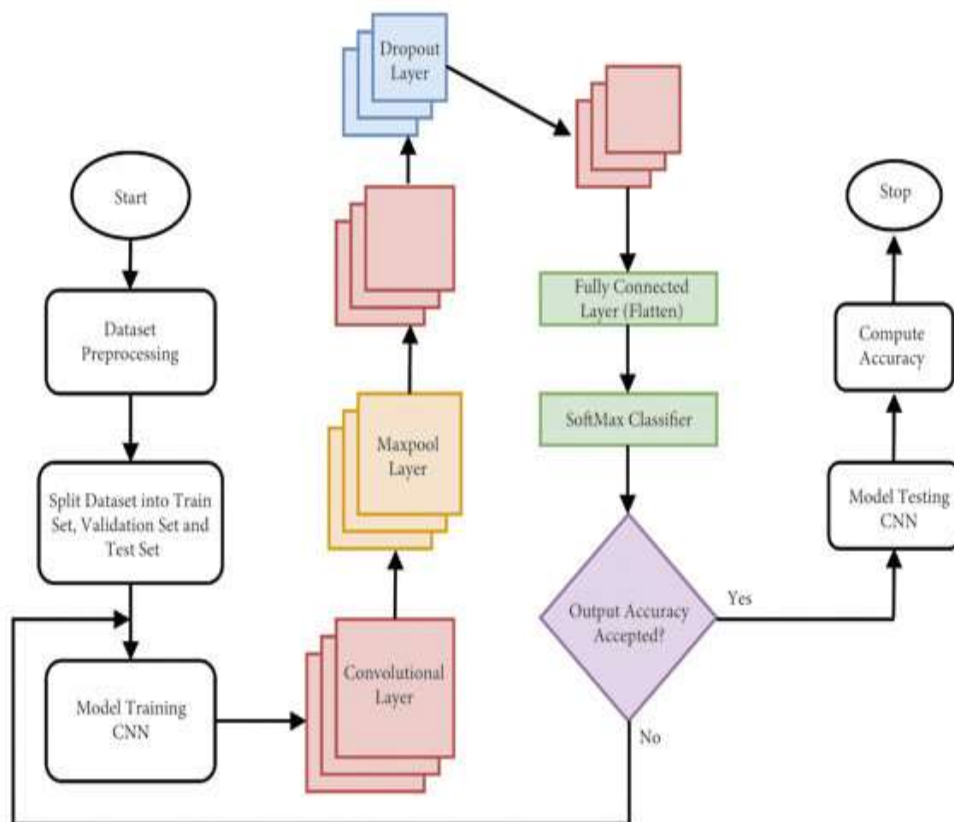 Start
Dataset
Preprocessing
Split Dataset into Train
Set, Validation Set and
Test Set
Model Training
CNN
Convolutional
Layer
Maxpool
Layer
Dropout
Layer
Fully Connected
Layer (Flatten)
SoftMax Classifier
Output Accuracy
Accepted?
Yes
No
Model Testing
CNN
Compute
Accuracy
Stop